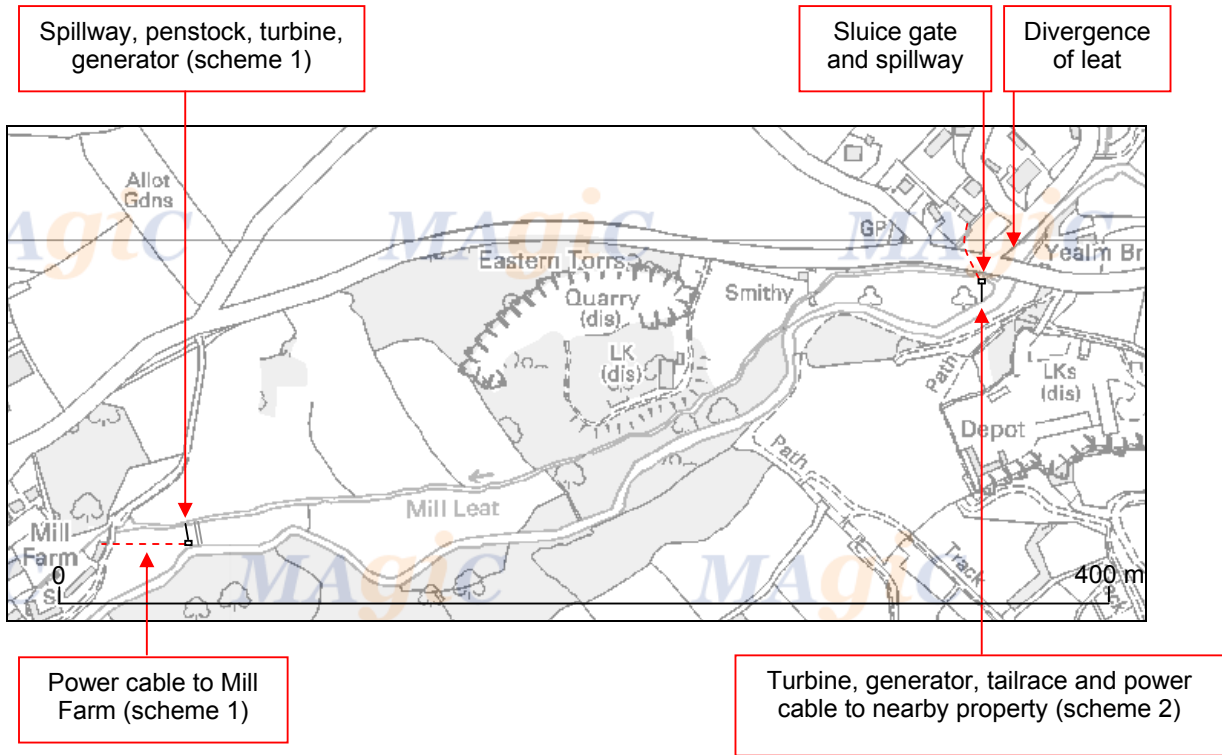 Spillway, penstock, turbine,
generator (scheme 1)
Sluice gate
and spillway
Divergence
of leat
Allot
Gdns
MAgiC
MAgiC
MAgiC
GP
Yealm Br
Eastern Torrs
Quarry
(dis)
Smithy
LK
(dis)
Path
LKs
(dis)
Depot
Path
Mill Leat
Mill
Farm
Track
MAgiC
MAgiC
0
400 m
Power cable to Mill
Farm (scheme 1)
Turbine, generator, tailrace and power
cable to nearby property (scheme 2)